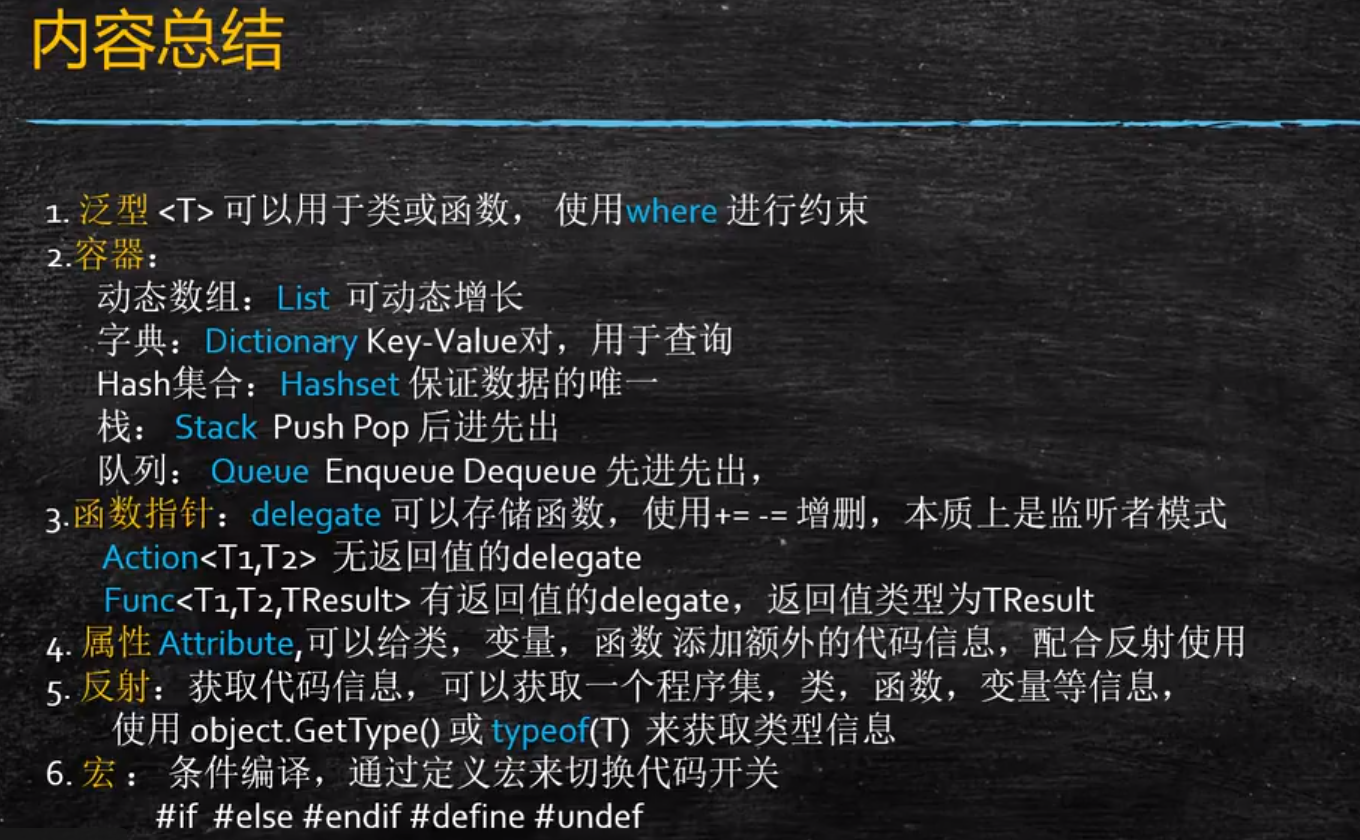 内容总结
1. 泛型 <T> 可以用于类或函数， 使用where 进行约束
2.容器：
动态数组：List 可动态增长
字典：Dictionary Key-Value对，用于查询
Hash集合：Hashset 保证数据的唯一
栈： Stack Push Pop 后进先出
队列： Queue Enqueue Dequeue 先进先出，
3.函数指针：delegate 可以存储函数，使用+= -= 增删，本质上是监听者模式
Action<T1,T2> 无返回值的delegate
Func<T1,T2,TResult> 有返回值的delegate，返回值类型为TResult
4. 属性 Attribute,可以给类，变量，函数 添加额外的代码信息，配合反射使用
5. 反射：获取代码信息，可以获取一个程序集，类，函数，变量等信息，
使用 object.GetType() 或 typeof(T) 来获取类型信息
6. 宏 ： 条件编译，通过定义宏来切换代码开关
#if #else #endif #define #undef